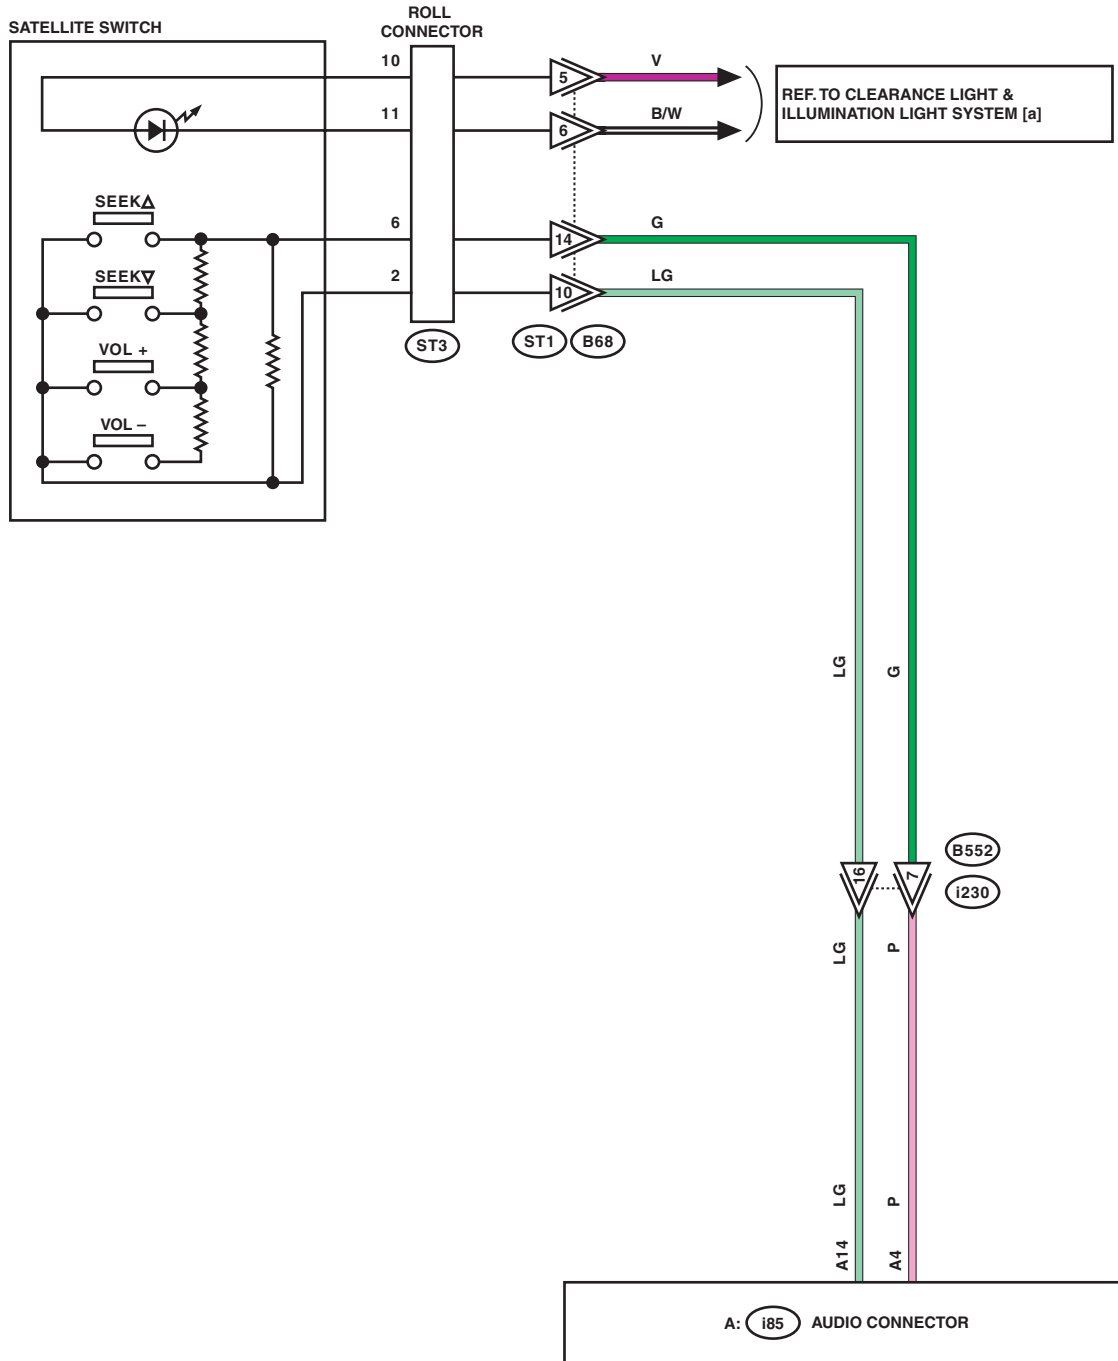 SATELLITE SWITCH
ROLL
CONNECTOR
10
5
V
REF. TO CLEARANCE LIGHT &
ILLUMINATION LIGHT SYSTEM [a]
11
6
B/W
SEEK△
6
14
G
SEEK▽
2
10
LG
ST3
ST1
B68
VOL +
VOL –
LG
G
16
7
B552
i230
LG
P
LG
P
A14
A4
A:
i85
AUDIO CONNECTOR